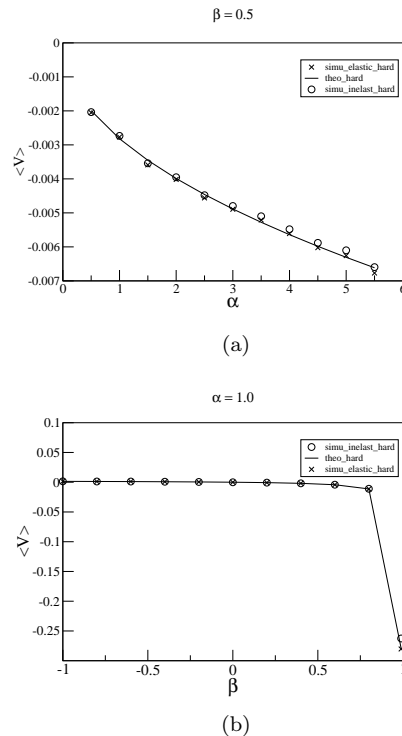 β = 0.5
0
-0.001
-0.002
-0.003
-0.004
-0.005
-0.006
-0.007
<V>
simu_elastic_hard
theo_hard
simu_inelast_hard
0 1 2 3 4 5 6
α
(a)
α = 1.0
0.1
0.05
0
-0.05
-0.1
-0.15
-0.2
-0.25
<V>
simu_inelast_hard
theo_hard
simu_elastic_hard
-1 -0.5 0 0.5
β
(b)